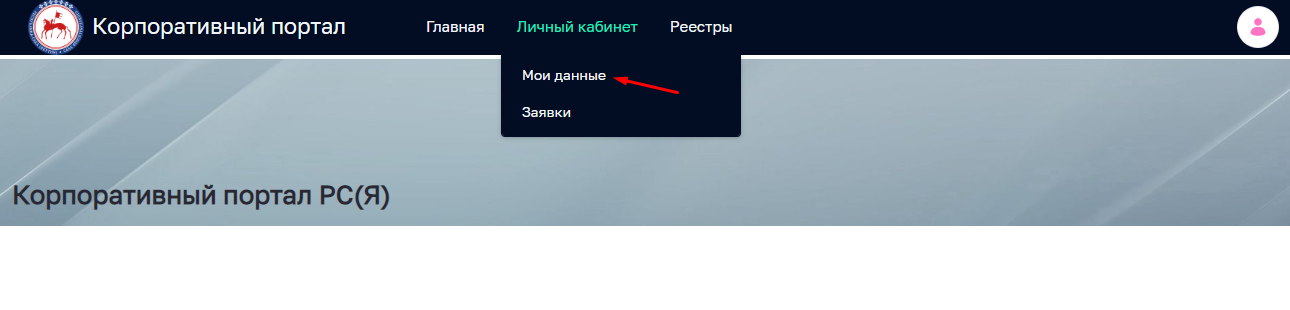 Корпоративный портал Главная Личный кабинет Реестры
Мои данные
Заявки
Корпоративный портал РС(Я)